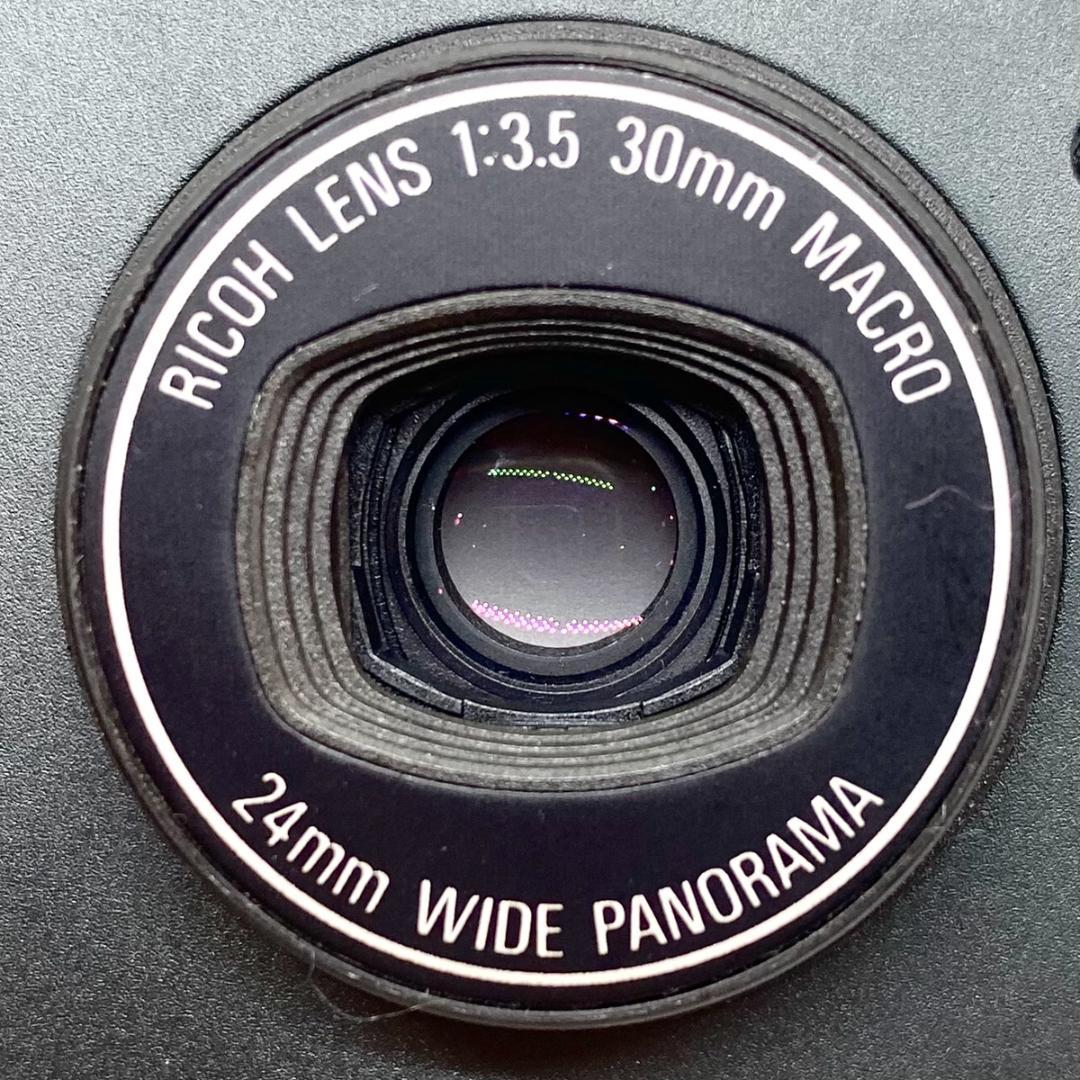 RICOH LENS 1:3.5 30mm MACRO
24mm WIDE PANORAMA